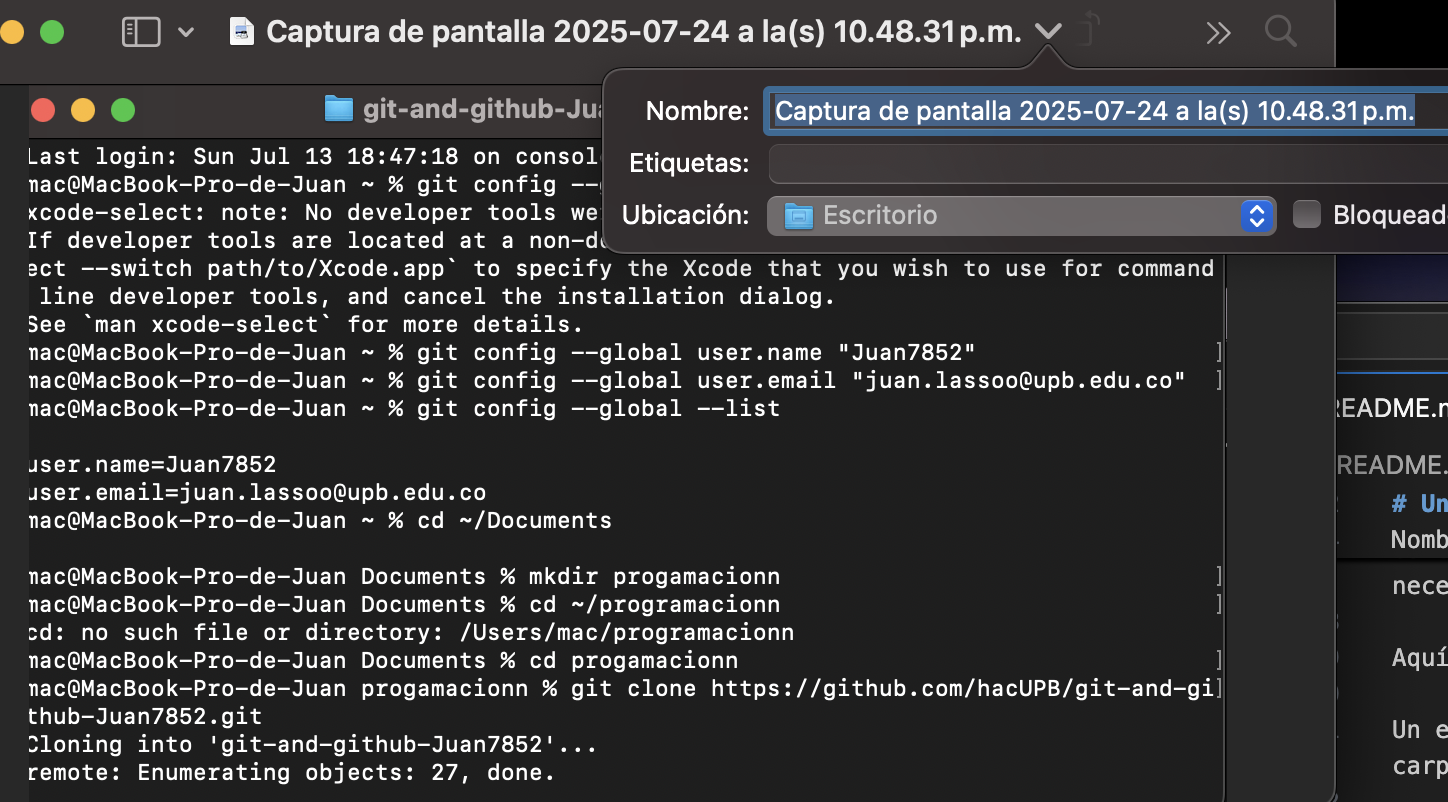 Captura de pantalla 2025-07-24 a la(s) 10.48.31 p.m.
git-and-github-Jua
Nombre: Captura de pantalla 2025-07-24 a la(s) 10.48.31 p.m.
Etiquetas:
Ubicación: Escritorio Bloquead
Last login: Sun Jul 13 18:47:18 on console
mac@MacBook-Pro-de-Juan ~ % git config --g
xcode-select: note: No developer tools we
If developer tools are located at a non-d
ect --switch path/to/Xcode.app` to specify the Xcode that you wish to use for command
line developer tools, and cancel the installation dialog.
See `man xcode-select` for more details.
mac@MacBook-Pro-de-Juan ~ % git config --global user.name "Juan7852" ]
mac@MacBook-Pro-de-Juan ~ % git config --global user.email "juan.lassoo@upb.edu.co" ]
mac@MacBook-Pro-de-Juan ~ % git config --global --list
user.name=Juan7852
user.email=juan.lassoo@upb.edu.co
mac@MacBook-Pro-de-Juan ~ % cd ~/Documents
mac@MacBook-Pro-de-Juan Documents % mkdir progamacionn ]
mac@MacBook-Pro-de-Juan Documents % cd ~/programacionn ]
cd: no such file or directory: /Users/mac/programacionn
mac@MacBook-Pro-de-Juan Documents % cd progamacionn ]
mac@MacBook-Pro-de-Juan progamacionn % git clone https://github.com/hacUPB/git-and-gi]
thub-Juan7852.git
Cloning into 'git-and-github-Juan7852'...
remote: Enumerating objects: 27, done.
README.m
README.
# Un
Nomb
nece
Aquí
Un e
carp